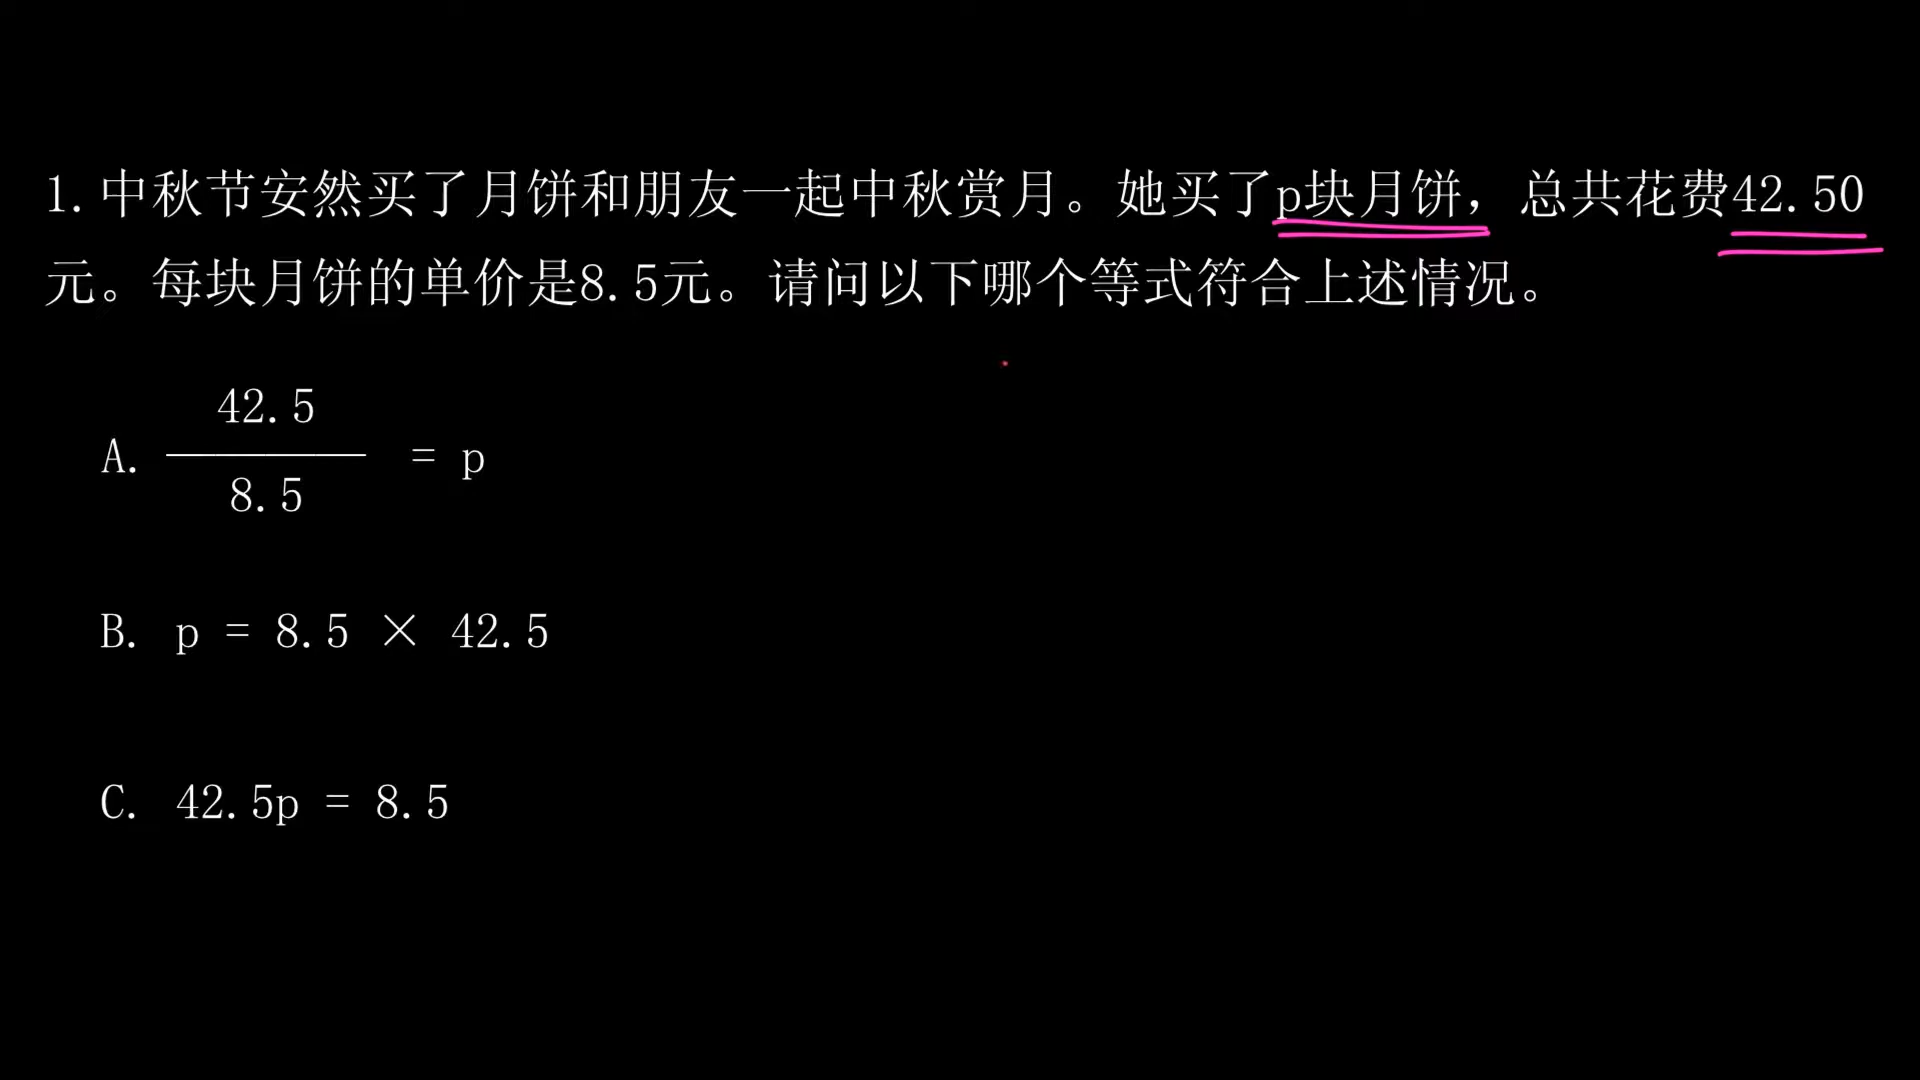 1.中秋节安然买了月饼和朋友一起中秋赏月。她买了p块月饼，总共花费42.50
元。每块月饼的单价是8.5元。请问以下哪个等式符合上述情况。
42.5
A. ——— = p
8.5
B. p = 8.5 × 42.5
C. 42.5p = 8.5